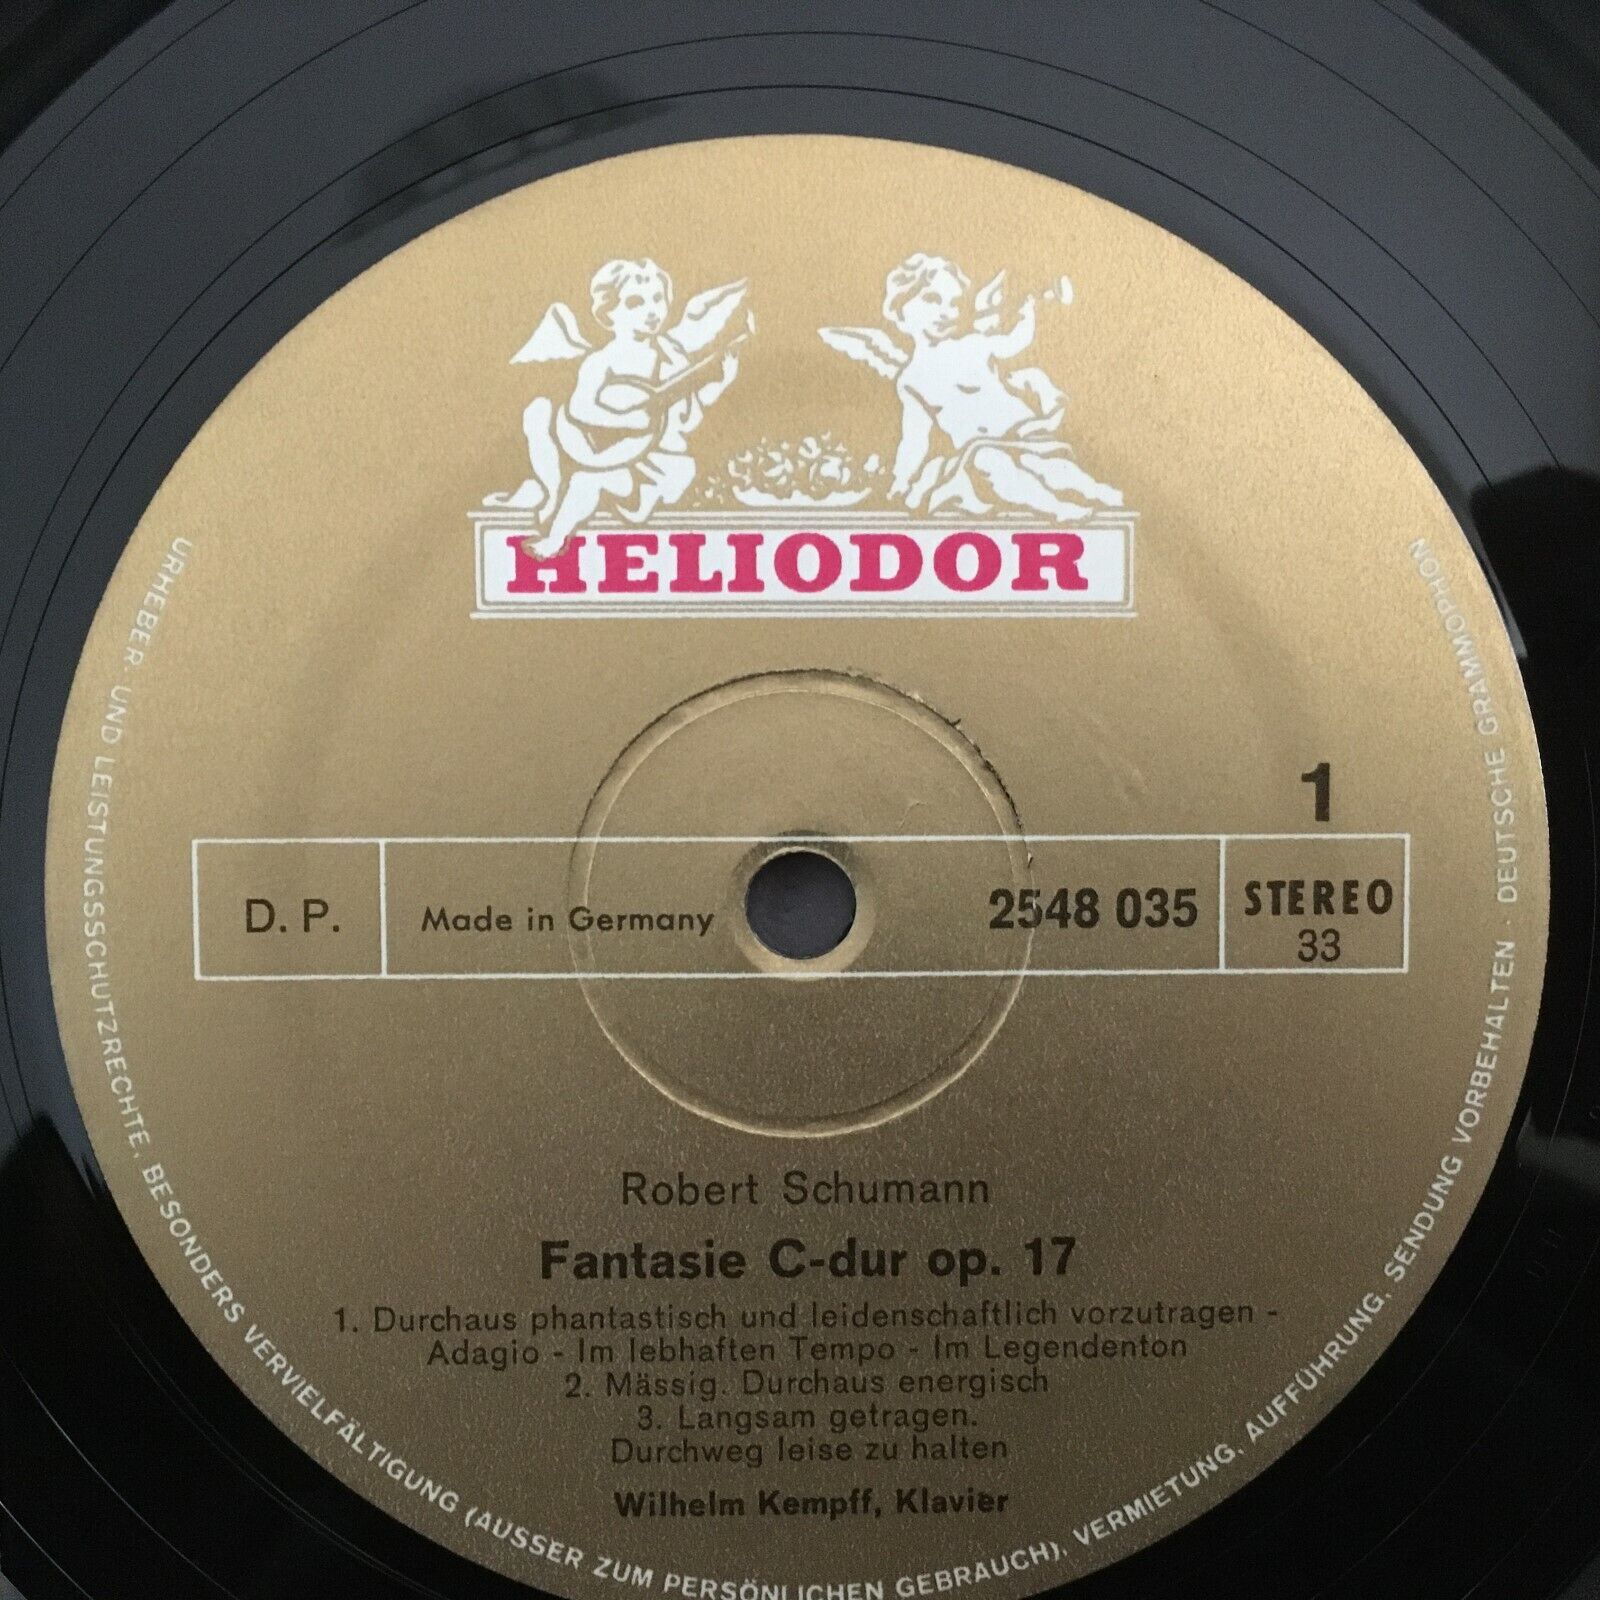 HELIODOR
1
D. P.
Made in Germany
2548 035
STEREO
33
Robert Schumann
Fantasie C-dur op. 17
1. Durchaus phantastisch und leidenschaftlich vorzutragen -
Adagio - Im lebhaften Tempo - Im Legendenton
2. Mässig. Durchaus energisch
3. Langsam getragen.
Durchweg leise zu halten
Wilhelm Kempff, Klavier
URHEBER- UND LEISTUNGSSCHUTZRECHTE, BESONDERS VERVIELFÄLTIGUNG (AUSSER ZUM PERSÖNLICHEN GEBRAUCH), VERMIETUNG, AUFFÜHRUNG, SENDUNG VORBEHALTEN · DEUTSCHE GRAMMOPHON